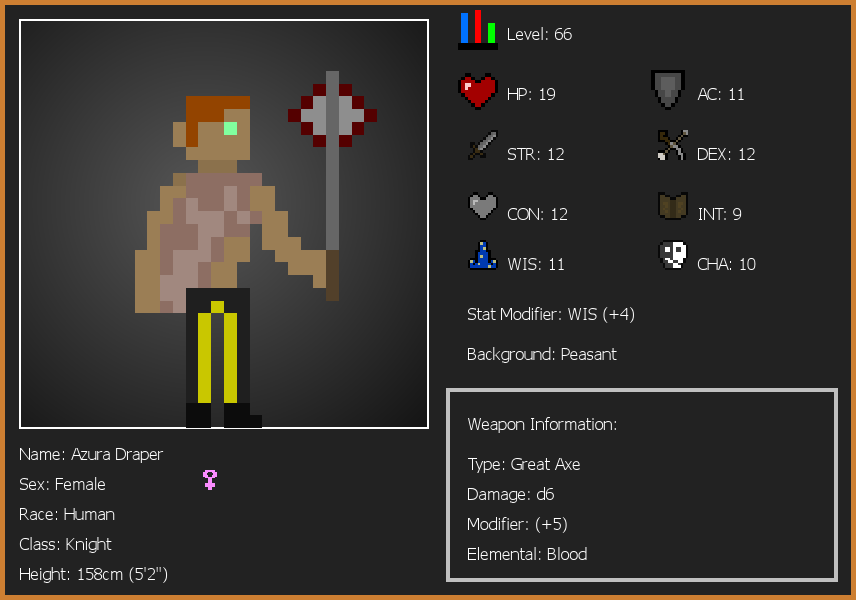 Level: 66
HP: 19
AC: 11
STR: 12
DEX: 12
CON: 12
INT: 9
WIS: 11
CHA: 10
Stat Modifier: WIS (+4)
Background: Peasant
Weapon Information:
Type: Great Axe
Damage: d6
Modifier: (+5)
Elemental: Blood
Name: Azura Draper
Sex: Female
Race: Human
Class: Knight
Height: 158cm (5'2")